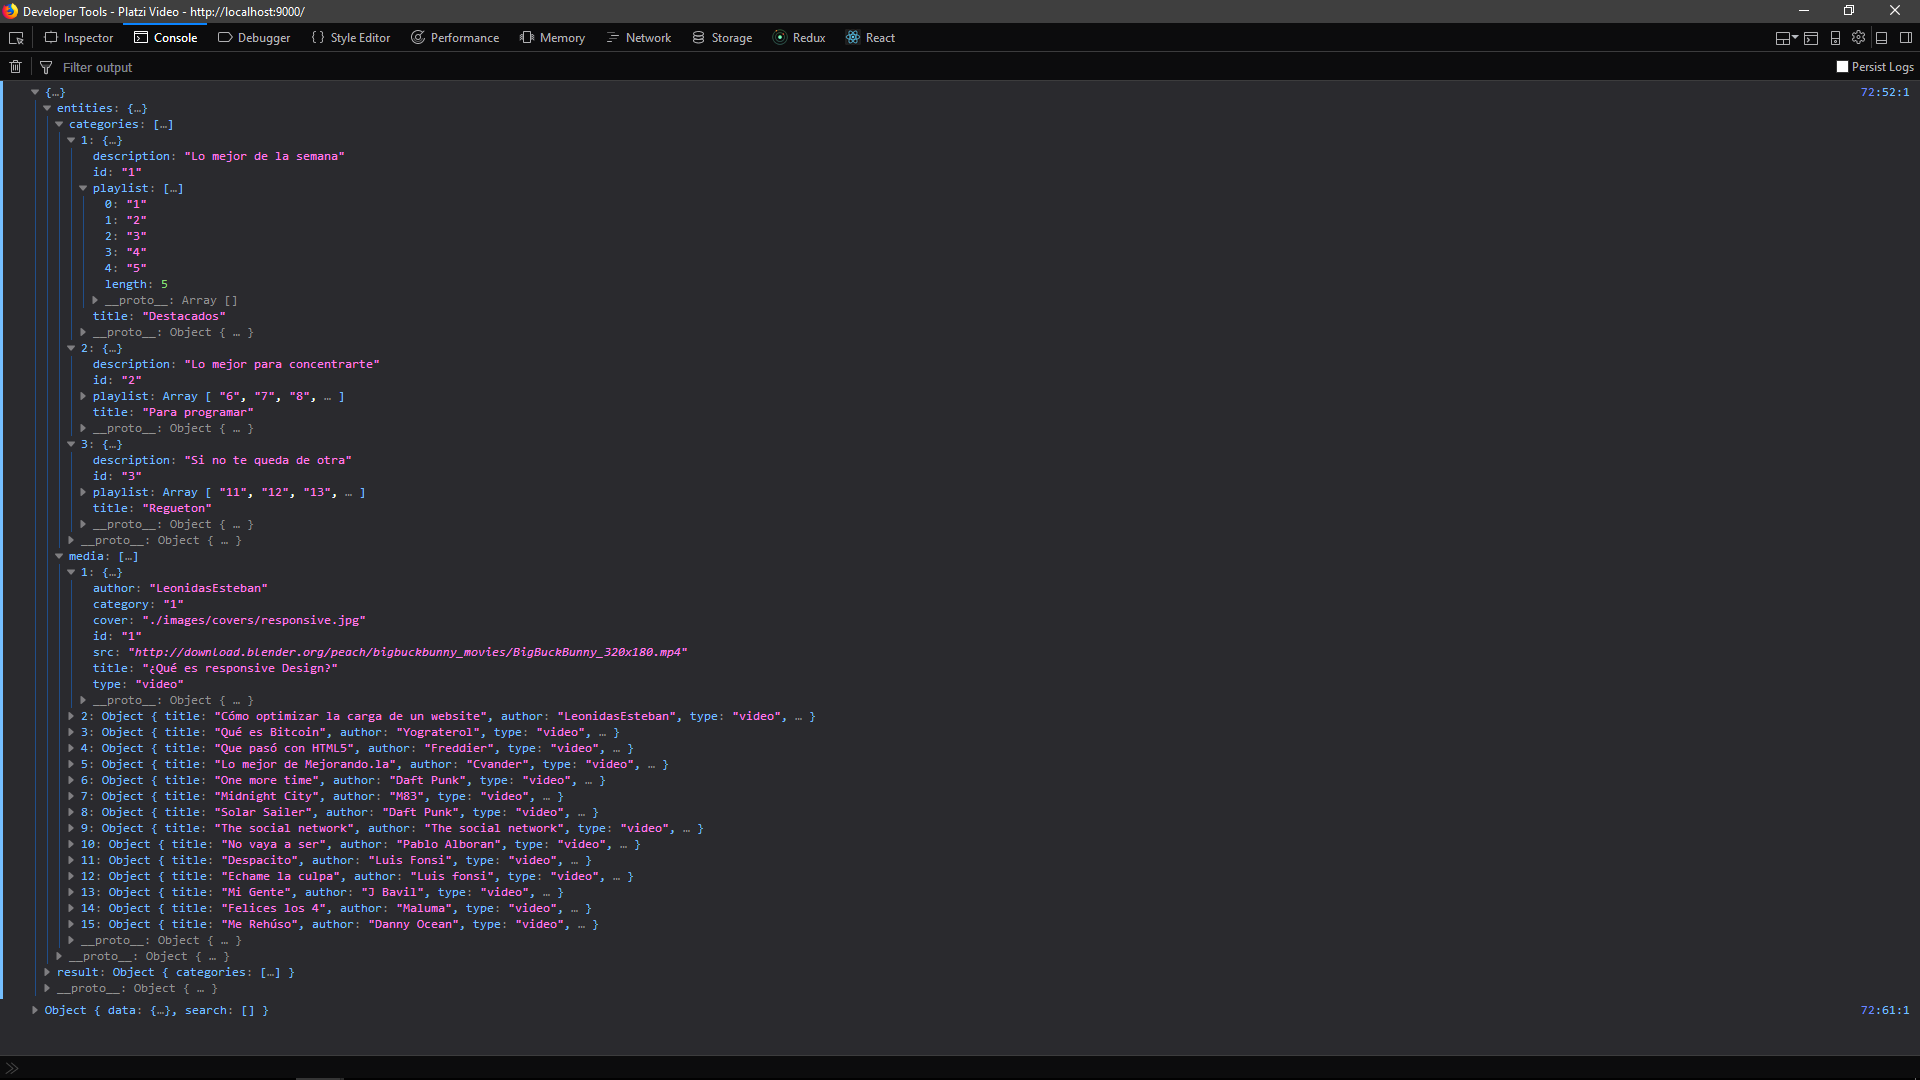 Developer Tools - Platzi Video - http://localhost:9000/
Inspector Console Debugger { } Style Editor Performance Memory Network Storage Redux React
Filter output Persist Logs
{…} 72:52:1
entities: {…}
categories: […]
1: {…}
description: "Lo mejor de la semana"
id: "1"
playlist: […]
0: "1"
1: "2"
2: "3"
3: "4"
4: "5"
length: 5
__proto__: Array []
title: "Destacados"
__proto__: Object { … }
2: {…}
description: "Lo mejor para concentrarte"
id: "2"
playlist: Array [ "6", "7", "8", … ]
title: "Para programar"
__proto__: Object { … }
3: {…}
description: "Si no te queda de otra"
id: "3"
playlist: Array [ "11", "12", "13", … ]
title: "Regueton"
__proto__: Object { … }
__proto__: Object { … }
media: […]
1: {…}
author: "LeonidasEsteban"
category: "1"
cover: "./images/covers/responsive.jpg"
id: "1"
src: "http://download.blender.org/peach/bigbuckbunny_movies/BigBuckBunny_320x180.mp4"
title: "¿Qué es responsive Design?"
type: "video"
__proto__: Object { … }
2: Object { title: "Cómo optimizar la carga de un website", author: "LeonidasEsteban", type: "video", … }
3: Object { title: "Qué es Bitcoin", author: "Yograterol", type: "video", … }
4: Object { title: "Que pasó con HTML5", author: "Freddier", type: "video", … }
5: Object { title: "Lo mejor de Mejorando.la", author: "Cvander", type: "video", … }
6: Object { title: "One more time", author: "Daft Punk", type: "video", … }
7: Object { title: "Midnight City", author: "M83", type: "video", … }
8: Object { title: "Solar Sailer", author: "Daft Punk", type: "video", … }
9: Object { title: "The social network", author: "The social network", type: "video", … }
10: Object { title: "No vaya a ser", author: "Pablo Alboran", type: "video", … }
11: Object { title: "Despacito", author: "Luis Fonsi", type: "video", … }
12: Object { title: "Echame la culpa", author: "Luis fonsi", type: "video", … }
13: Object { title: "Mi Gente", author: "J Bavil", type: "video", … }
14: Object { title: "Felices los 4", author: "Maluma", type: "video", … }
15: Object { title: "Me Rehúso", author: "Danny Ocean", type: "video", … }
__proto__: Object { … }
__proto__: Object { … }
result: Object { categories: […] }
__proto__: Object { … }
Object { data: {…}, search: [] } 72:61:1